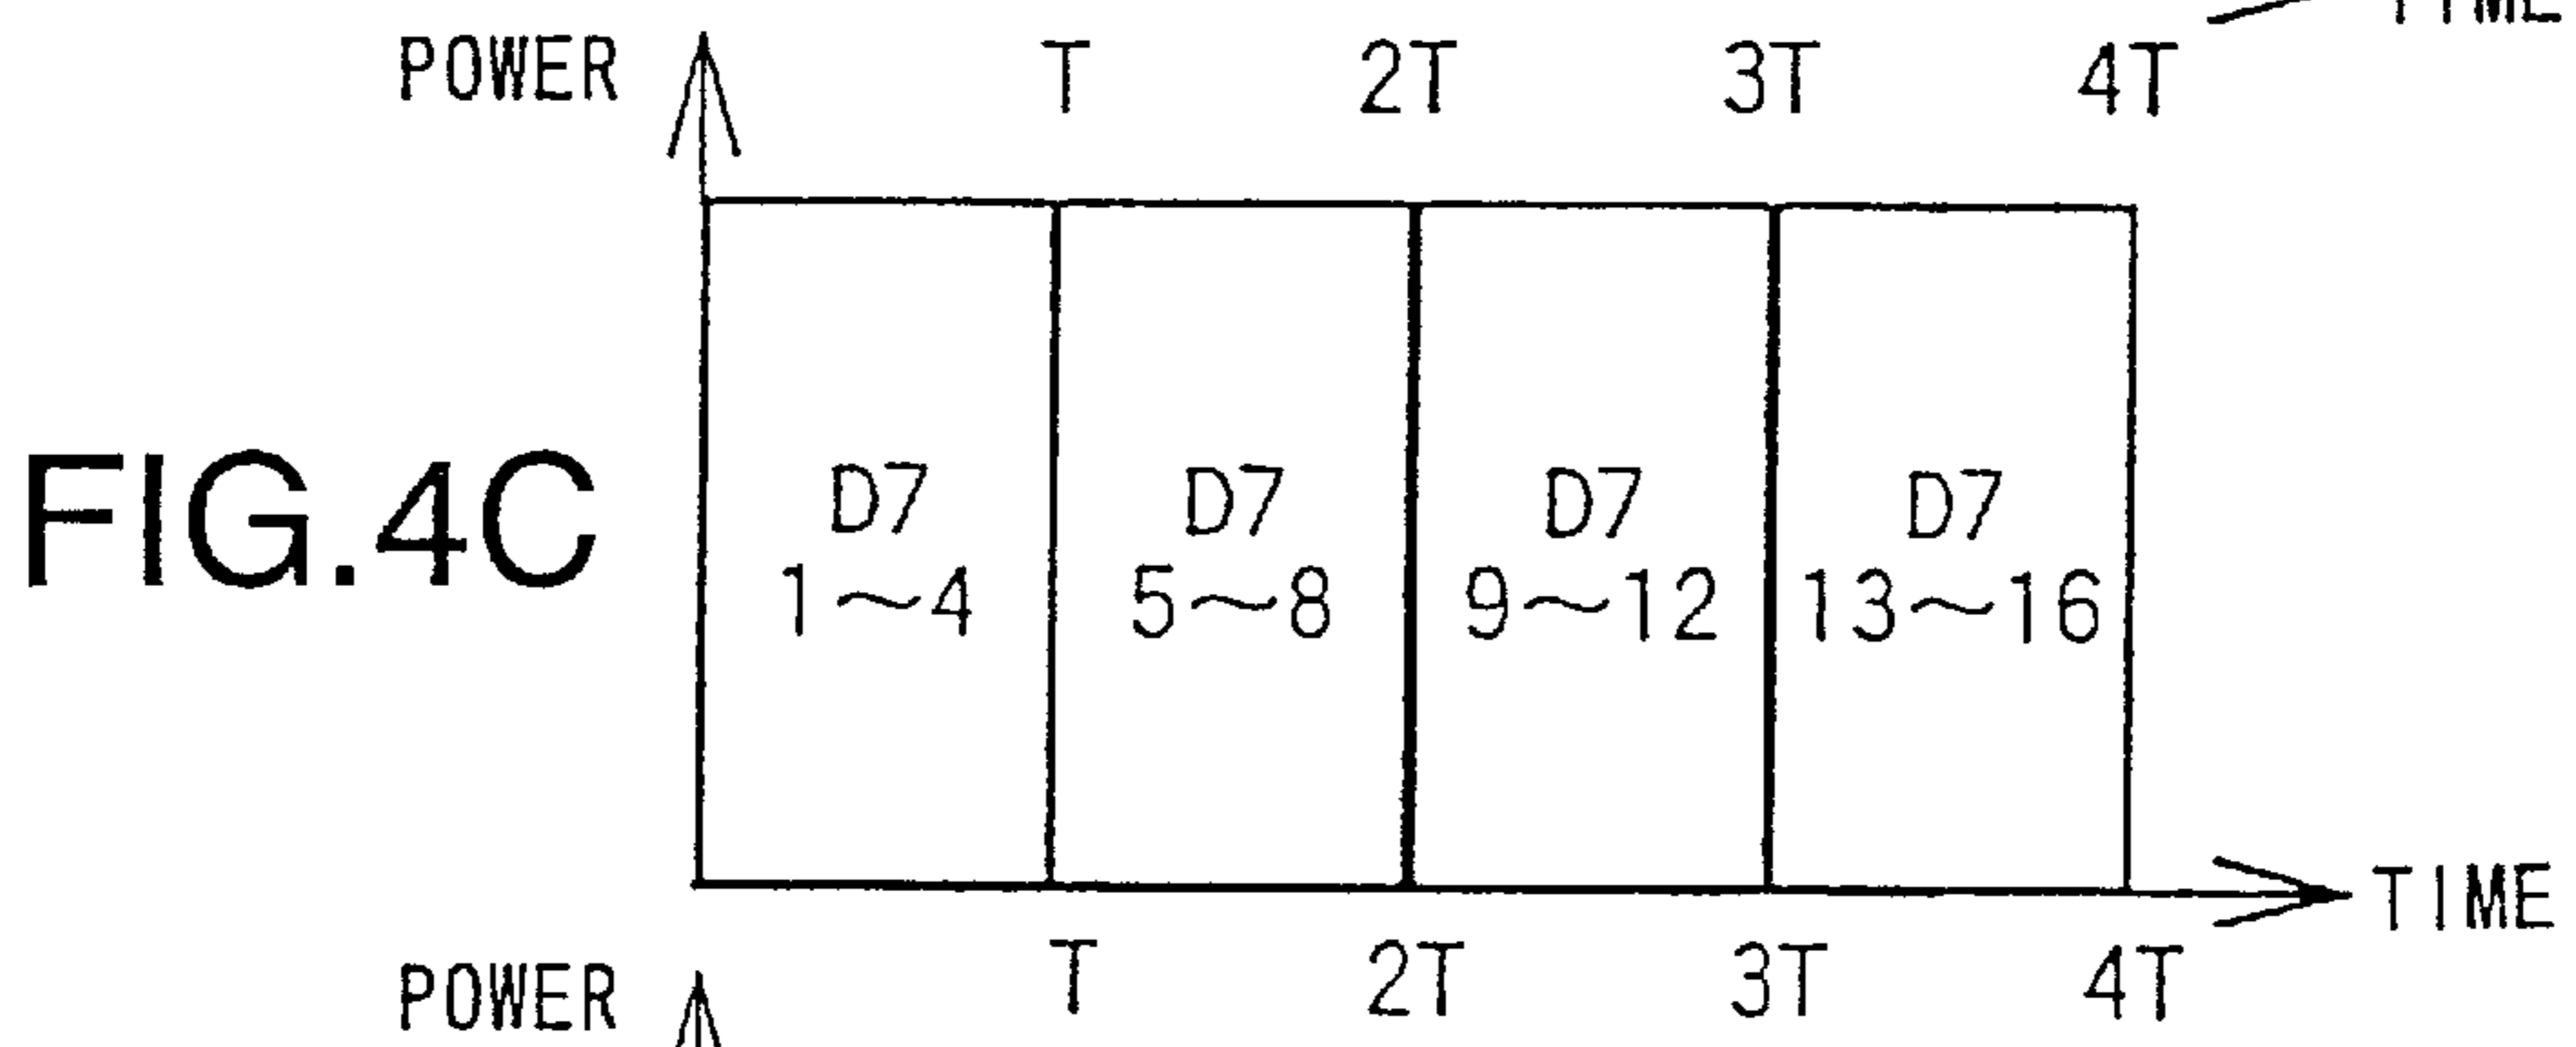 TIME
POWER T 2T 3T 4T
FIG.4C
D7 D7 D7 D7
1～4 5～8 9～12 13～16
TIME
T 2T 3T 4T
POWER